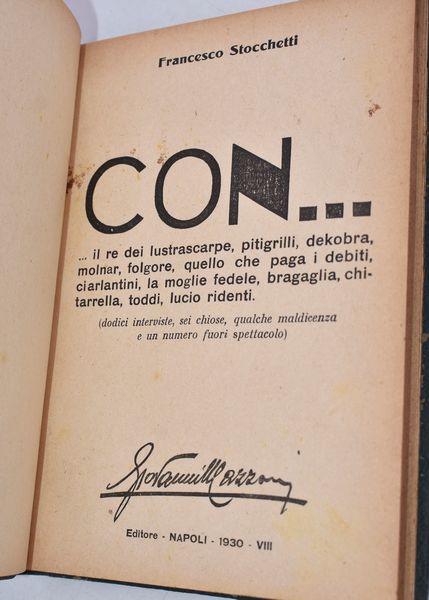 Francesco Stocchetti
CON...
... il re dei lustrascarpe, pitigrilli, dekobra,
molnar, folgore, quello che paga i debiti,
ciarlantini, la moglie fedele, bragaglia, chi-
tarrella, toddi, lucio ridenti.
(dodici interviste, sei chiose, qualche maldicenza
e un numero fuori spettacolo)
Giovanni Mazzoni
Editore - NAPOLI - 1930 - VIII